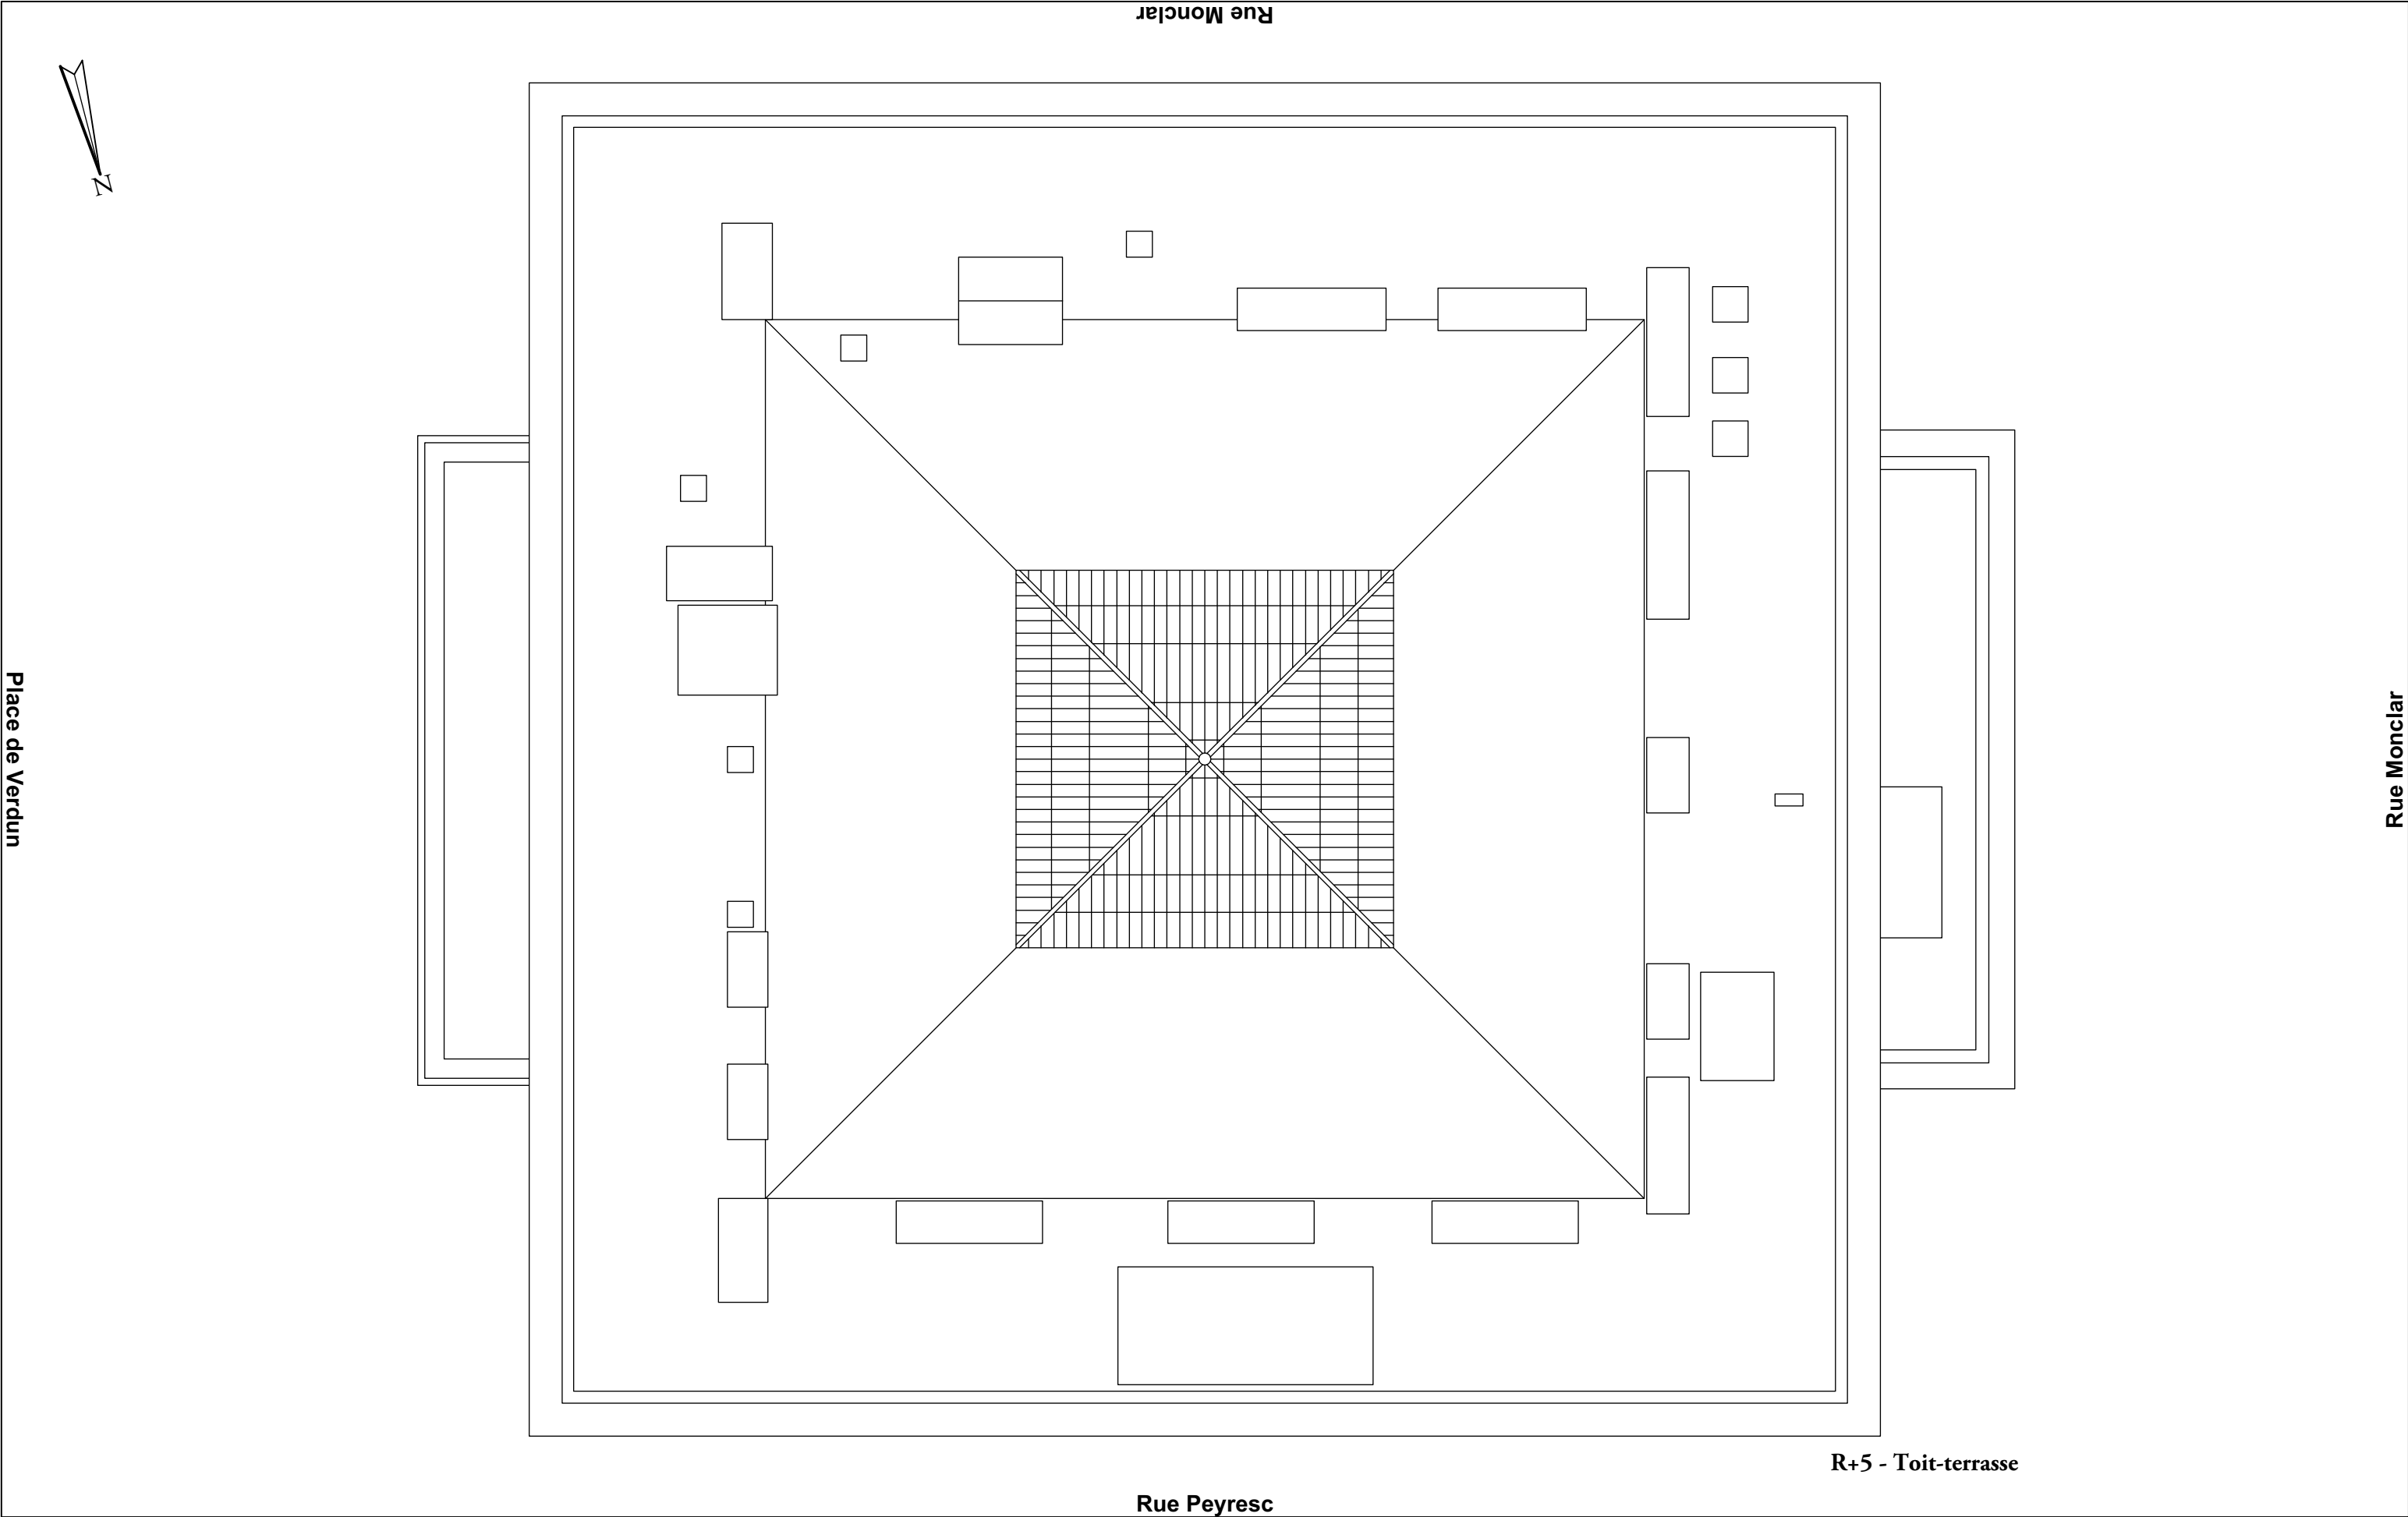 Rue Monclar
N
Place de Verdun
Rue Monclar
R+5 - Toit-terrasse
Rue Peyresc